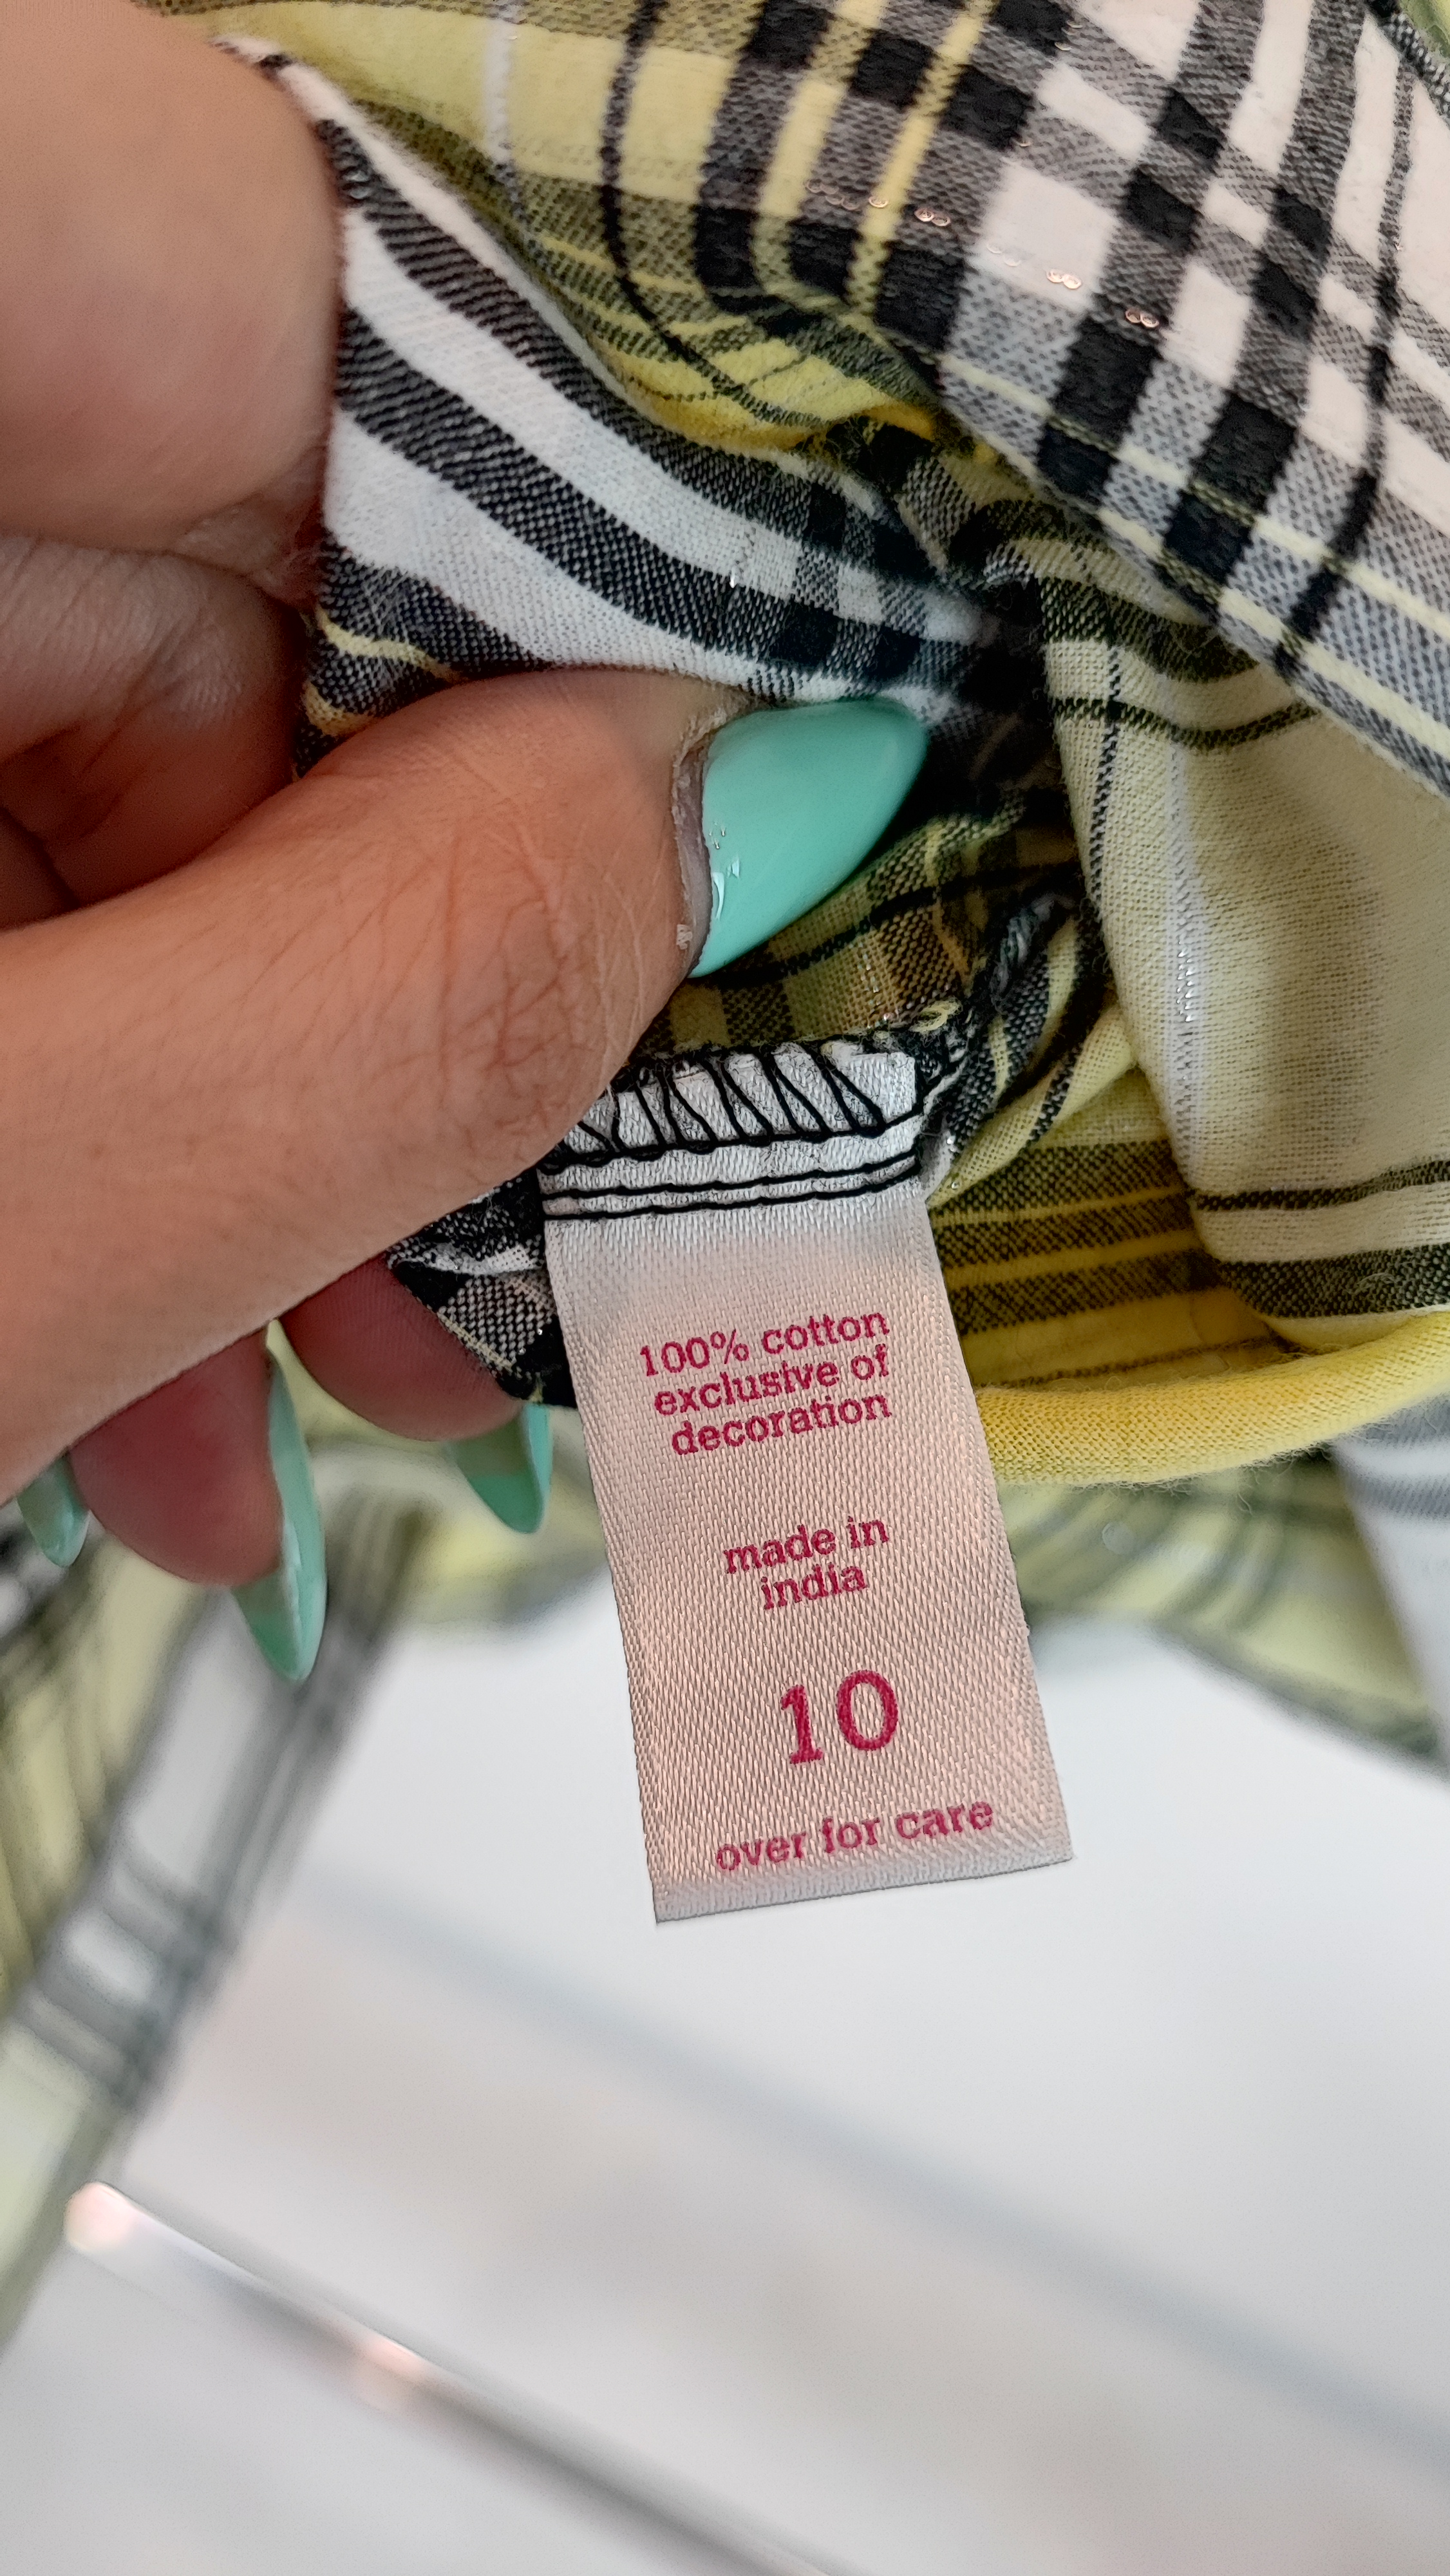 100% cotton
exclusive of
decoration
made in
india
10
over for care